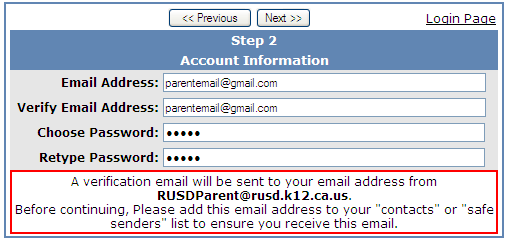 << Previous Next >> Login Page
Step 2
Account Information
Email Address: parentemail@gmail.com
Verify Email Address: parentemail@gmail.com
Choose Password: •••••
Retype Password: •••••
A verification email will be sent to your email address from
RUSDParent@rusd.k12.ca.us.
Before continuing, Please add this email address to your "contacts" or "safe
senders" list to ensure you receive this email.